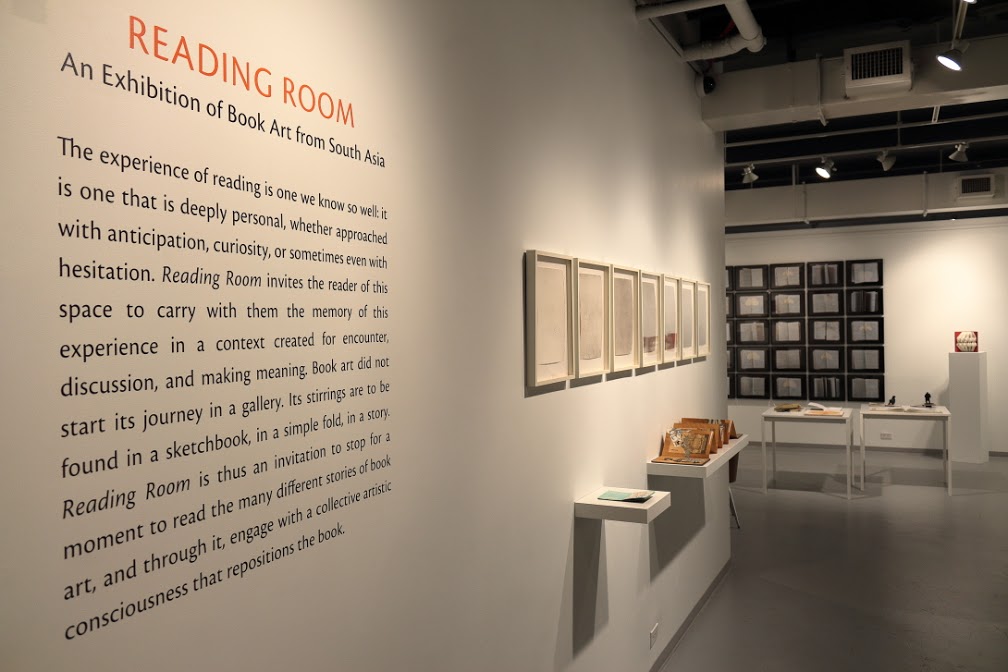 READING ROOM
An Exhibition of Book Art from South Asia
The experience of reading is one we know so well: it
is one that is deeply personal, whether approached
with anticipation, curiosity, or sometimes even with
hesitation. Reading Room invites the reader of this
space to carry with them the memory of this
experience in a context created for encounter,
discussion, and making meaning. Book art did not
start its journey in a gallery. Its stirrings are to be
found in a sketchbook, in a simple fold, in a story.
Reading Room is thus an invitation to stop for a
moment to read the many different stories of book
art, and through it, engage with a collective artistic
consciousness that repositions the book.